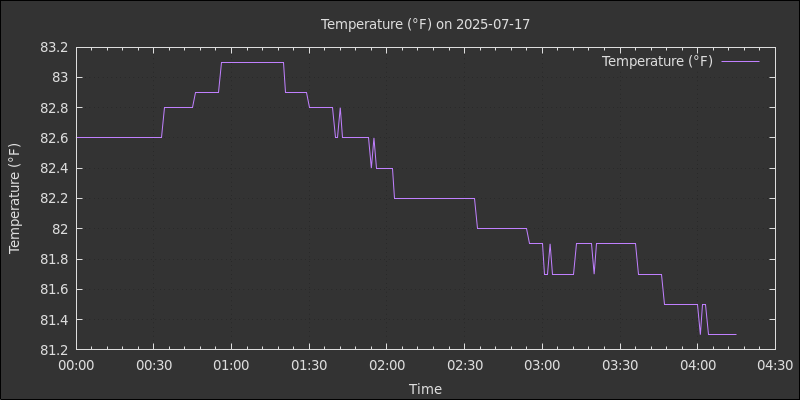 Temperature (°F) on 2025-07-17
Temperature (°F)
83.2
83
82.8
82.6
82.4
82.2
82
81.8
81.6
81.4
81.2
Temperature (°F)
00:00 00:30 01:00 01:30 02:00 02:30 03:00 03:30 04:00 04:30
Time